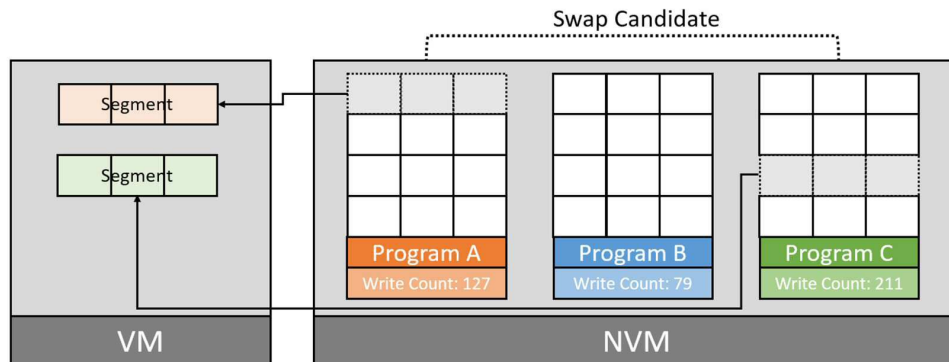 Swap Candidate
Segment
Segment
Program A
Write Count: 127
Program B
Write Count: 79
Program C
Write Count: 211
VM
NVM